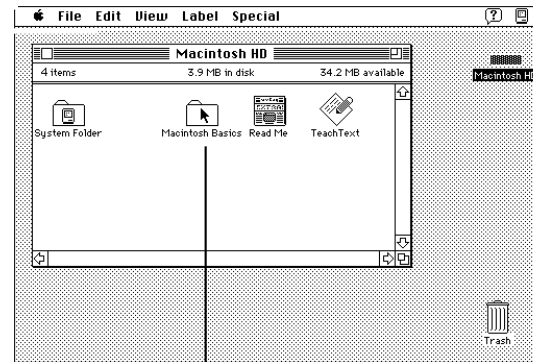 File Edit View Label Special
Macintosh HD
4 items 3.9 MB in disk 34.2 MB available
System Folder Macintosh Basics Read Me TeachText
EXTRA!
Macintosh HD
Trash